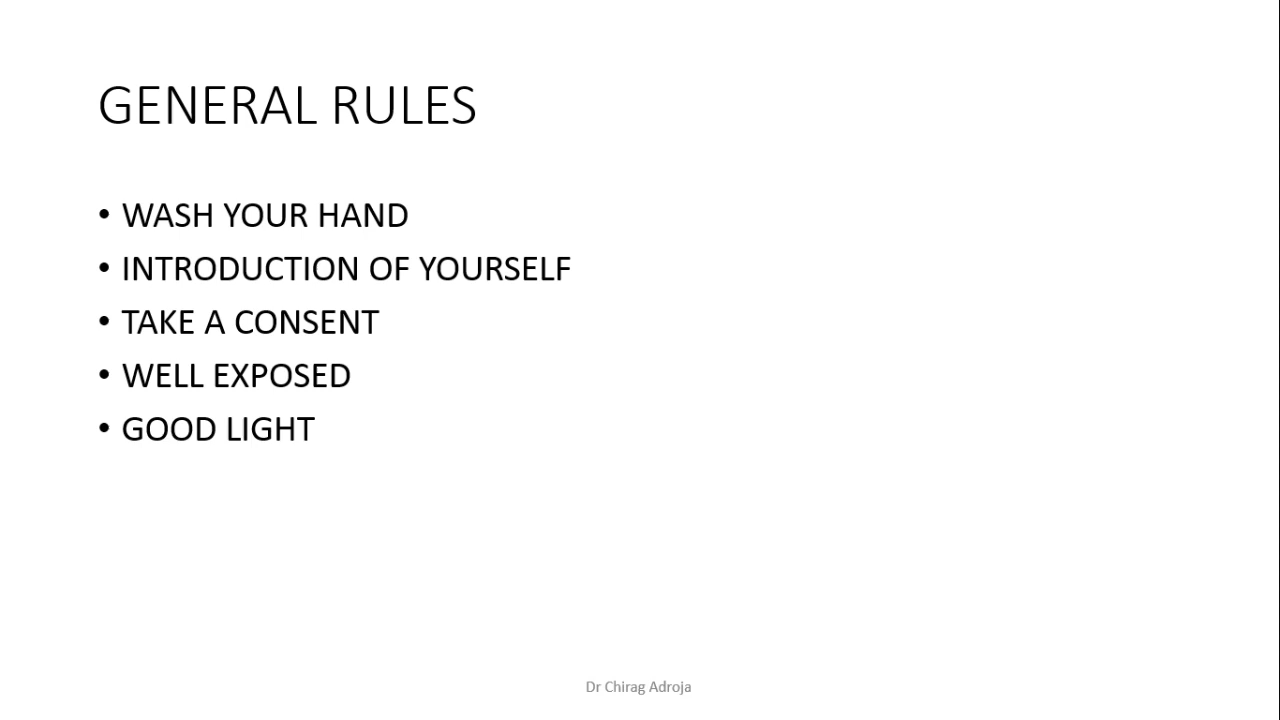 GENERAL RULES
• WASH YOUR HAND
• INTRODUCTION OF YOURSELF
• TAKE A CONSENT
• WELL EXPOSED
• GOOD LIGHT
Dr Chirag Adroja